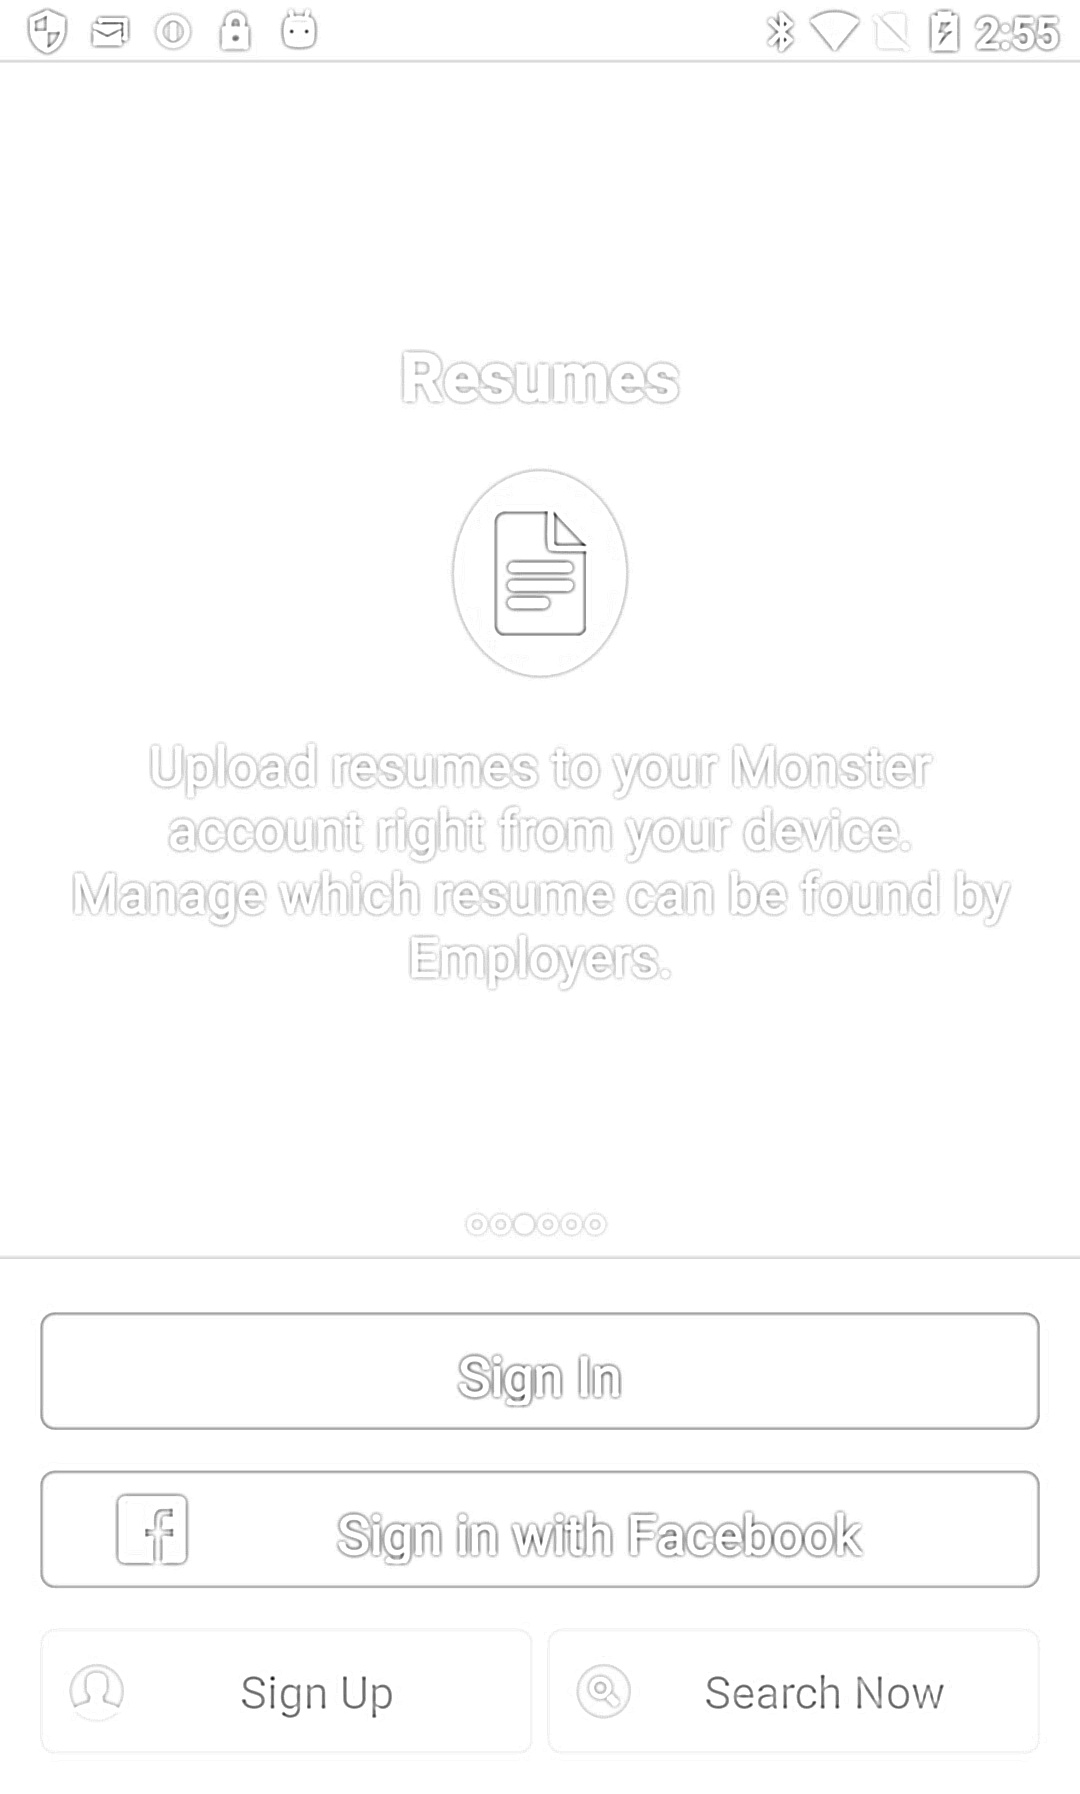 2:55
Resumes
Upload resumes to your Monster
account right from your device.
Manage which resume can be found by
Employers.
Sign In
Sign in with Facebook
Sign Up
Search Now